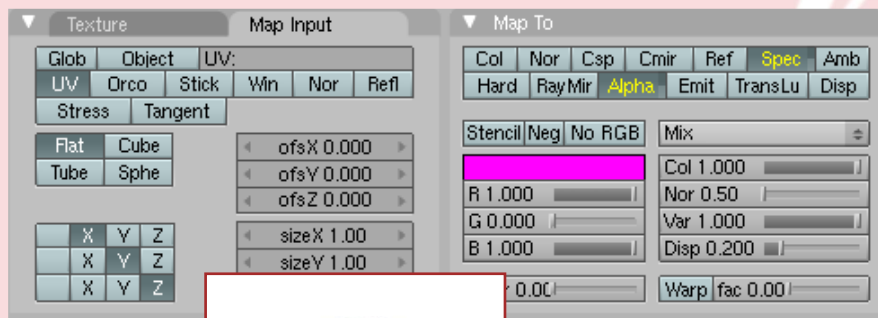 Texture Map Input
Glob Object UV:
UV Orco Stick Win Nor Refl
Stress Tangent
Flat Cube
Tube Sphe
ofsX 0.000
ofsY 0.000
ofsZ 0.000
X Y Z
X Y Z
X Y Z
sizeX 1.00
sizeY 1.00
Map To
Col Nor Csp Cmir Ref Spec Amb
Hard RayMir Alpha Emit TransLu Disp
Stencil Neg No RGB
R 1.000
G 0.000
B 1.000
0.00
Mix
Col 1.000
Nor 0.50
Var 1.000
Disp 0.200
Warp fac 0.00